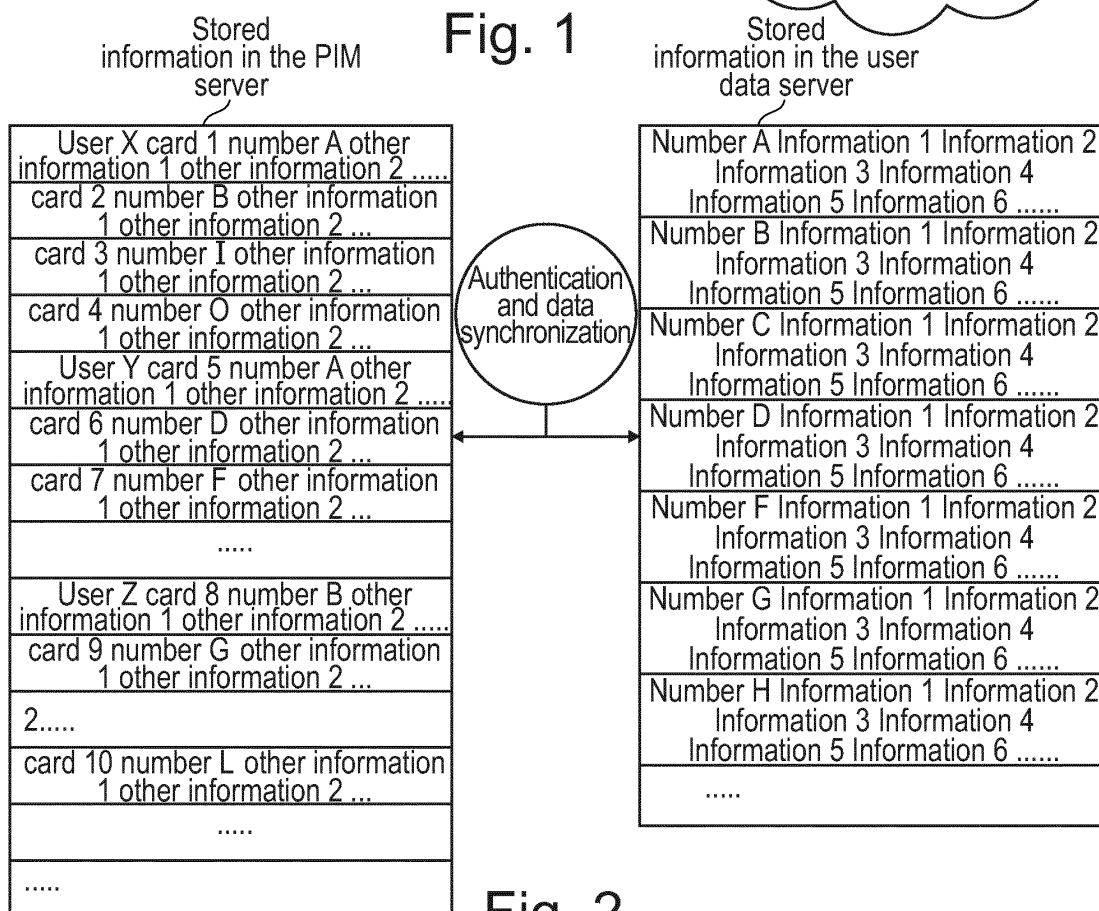 Fig. 1
Stored
information in the PIM
server
User X card 1 number A other
information 1 other information 2 .....
card 2 number B other information
1 other information 2 ...
card 3 number I other information
1 other information 2 ...
card 4 number O other information
1 other information 2 ...
User Y card 5 number A other
information 1 other information 2 .....
card 6 number D other information
1 other information 2 ...
card 7 number F other information
1 other information 2 ...
.....
User Z card 8 number B other
information 1 other information 2 .....
card 9 number G other information
1 other information 2 ...
2.....
card 10 number L other information
1 other information 2 ...
.....
.....
Authentication
and data
synchronization
Stored
information in the user
data server
Number A Information 1 Information 2
Information 3 Information 4
Information 5 Information 6 ......
Number B Information 1 Information 2
Information 3 Information 4
Information 5 Information 6 ......
Number C Information 1 Information 2
Information 3 Information 4
Information 5 Information 6 ......
Number D Information 1 Information 2
Information 3 Information 4
Information 5 Information 6 ......
Number F Information 1 Information 2
Information 3 Information 4
Information 5 Information 6 ......
Number G Information 1 Information 2
Information 3 Information 4
Information 5 Information 6 ......
Number H Information 1 Information 2
Information 3 Information 4
Information 5 Information 6 ......
.....
Fig. 2